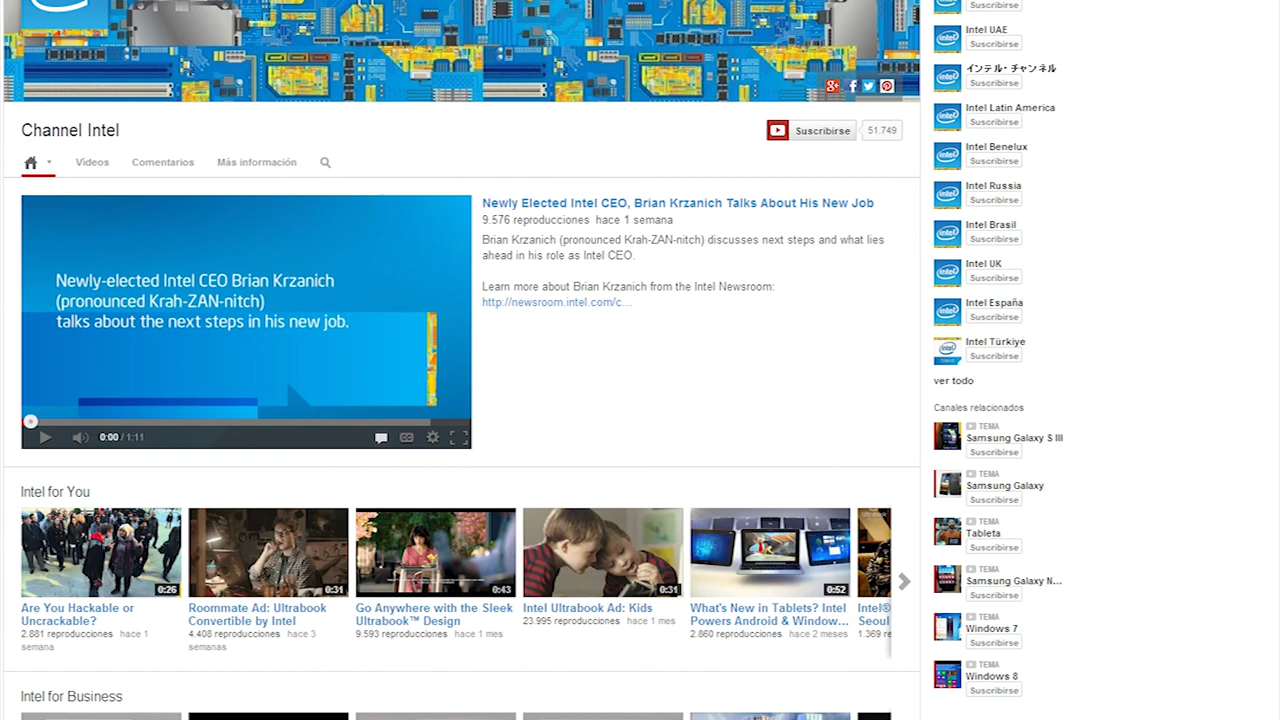 Channel Intel
Suscribirse
51.749
Videos
Comentarios
Más información
Newly-elected Intel CEO Brian Krzanich
(pronounced Krah-ZAN-nitch)
talks about the next steps in his new job.
0:00 / 1:11
Newly Elected Intel CEO, Brian Krzanich Talks About His New Job
9.576 reproducciones hace 1 semana
Brian Krzanich (pronounced Krah-ZAN-nitch) discusses next steps and what lies
ahead in his role as Intel CEO.
Learn more about Brian Krzanich from the Intel Newsroom:
http://newsroom.intel.com/c...
Intel for You
0:26
Are You Hackable or
Uncrackable?
2.881 reproducciones hace 1
semana
0:31
Roommate Ad: Ultrabook
Convertible by Intel
4.408 reproducciones hace 3
semanas
0:43
Go Anywhere with the Sleek
Ultrabook™ Design
9.593 reproducciones hace 1 mes
0:31
Intel Ultrabook Ad: Kids
23.995 reproducciones hace 1 mes
0:52
What's New in Tablets? Intel
Powers Android & Window...
2.860 reproducciones hace 2 meses
Intel®
Seoul
1.369 re
Intel for Business
Suscribirse
Intel UAE
Suscribirse
インテル・チャンネル
Suscribirse
Intel Latin America
Suscribirse
Intel Benelux
Suscribirse
Intel Russia
Suscribirse
Intel Brasil
Suscribirse
Intel UK
Suscribirse
Intel España
Suscribirse
Intel Türkiye
Suscribirse
ver todo
Canales relacionados
TEMA
Samsung Galaxy S III
Suscribirse
TEMA
Samsung Galaxy
Suscribirse
TEMA
Tableta
Suscribirse
TEMA
Samsung Galaxy N...
Suscribirse
TEMA
Windows 7
Suscribirse
TEMA
Windows 8
Suscribirse